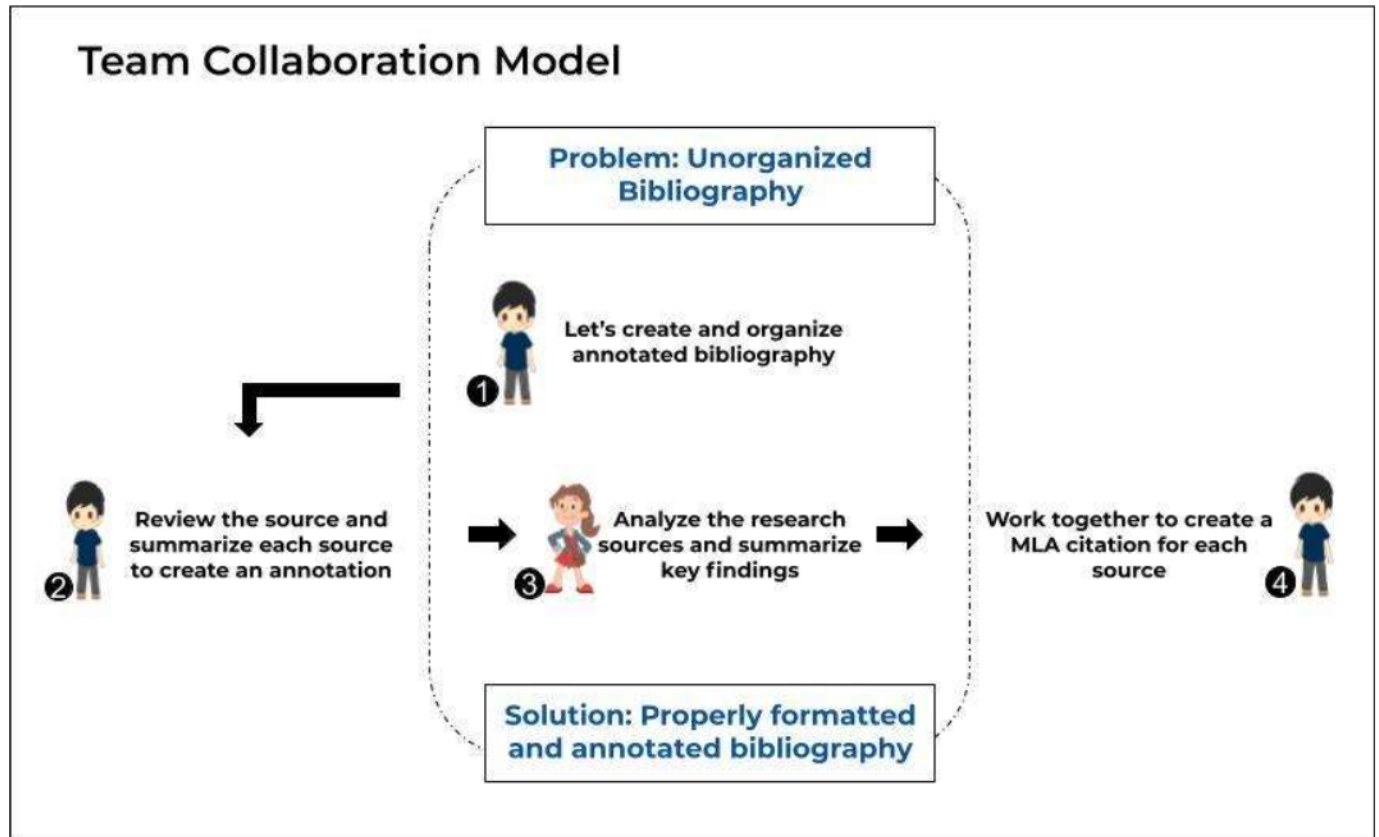 Team Collaboration Model
Problem: Unorganized
Bibliography
Let's create and organize
annotated bibliography
1
Review the source and
summarize each source
to create an annotation
2
Analyze the research
sources and summarize
key findings
3
Work together to create a
MLA citation for each
source
4
Solution: Properly formatted
and annotated bibliography